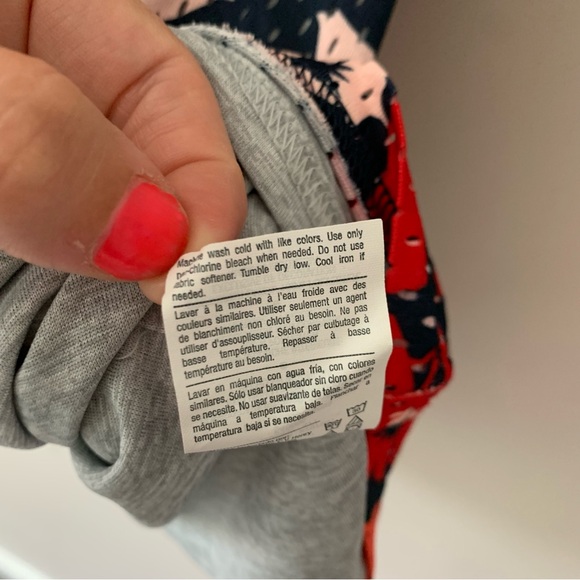 wash cold with like colors. Use only
non-chlorine bleach when needed. Do not use
fabric softener. Tumble dry low. Cool iron if
needed.
Laver à la machine à l'eau froide avec des
couleurs similaires. Utiliser seulement un agent
de blanchiment non chloré au besoin. Ne pas
utiliser d'assouplisseur. Sécher par culbutage à
basse température. Repasser à basse
température au besoin.
Lavar en máquina con agua fría, con colores
similares. Sólo usar blanqueador sin cloro cuando
se necesita. No usar suavizante de telas. Secar en
máquina a temperatura baja. Planchar a
temperatura baja si se necesita.